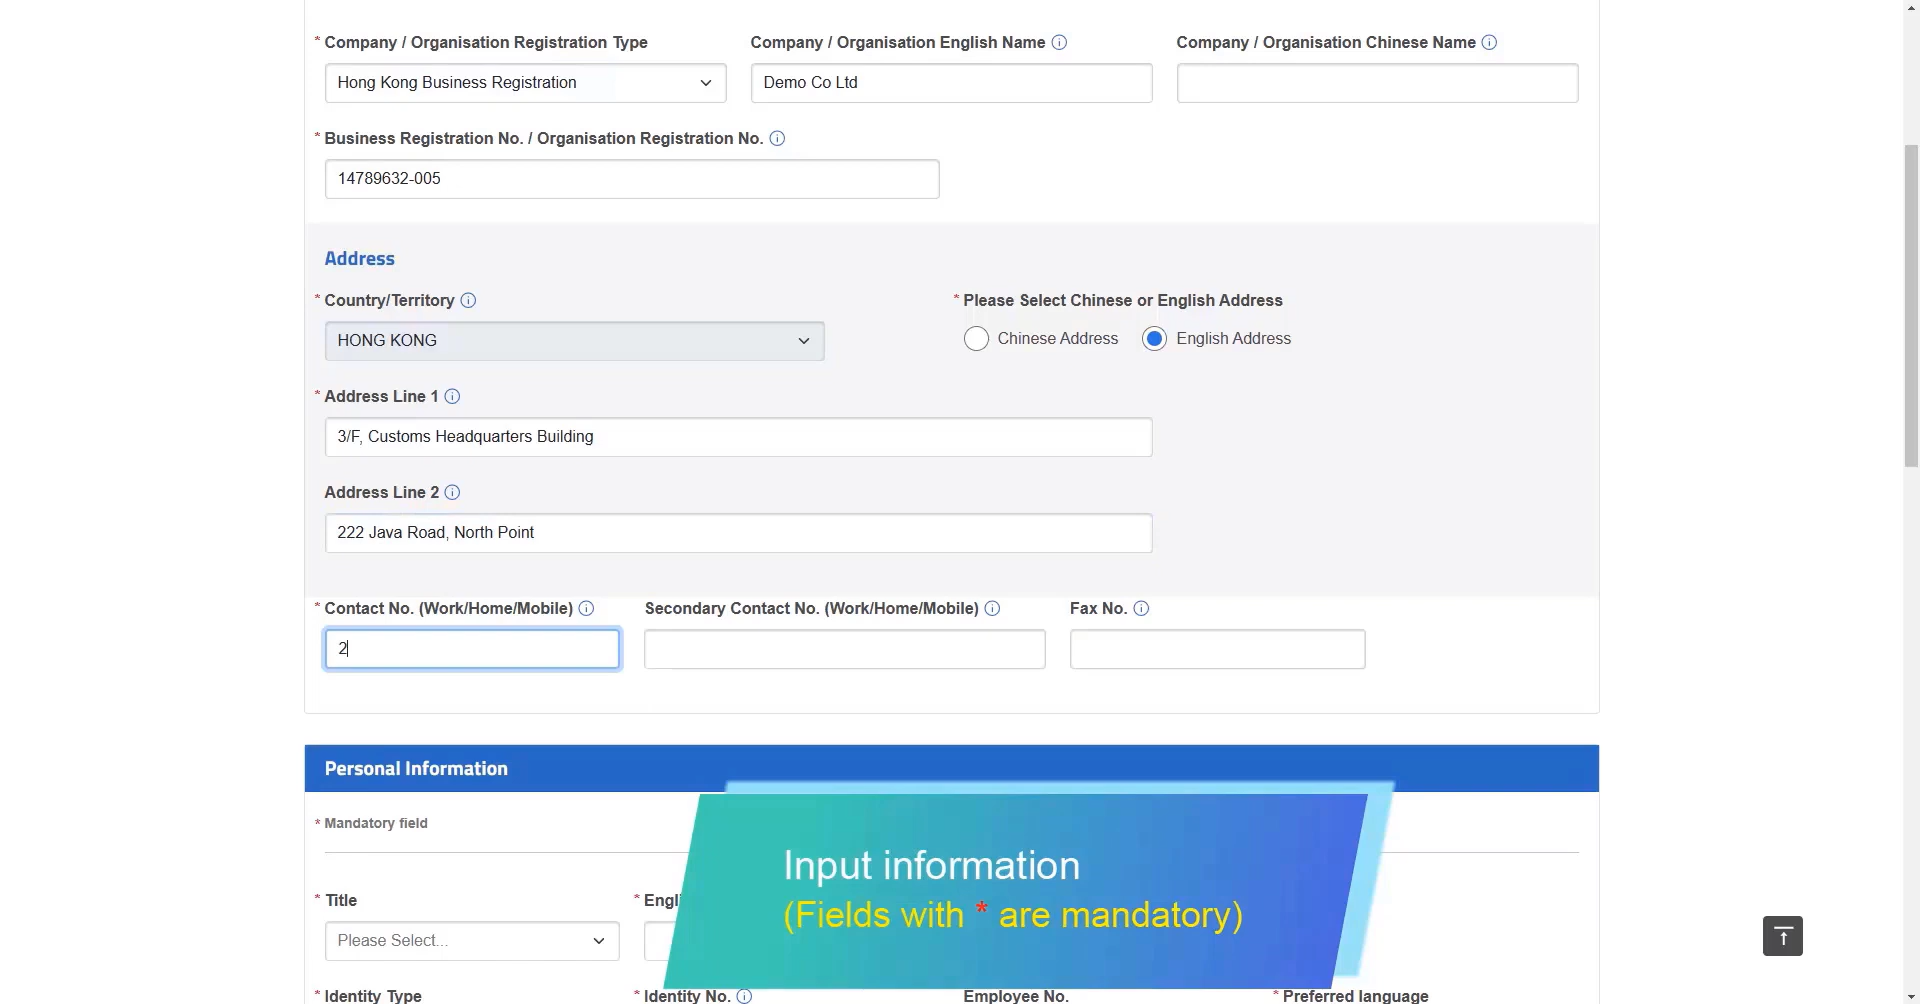 * Company / Organisation Registration Type
Company / Organisation English Name
Company / Organisation Chinese Name
Hong Kong Business Registration
Demo Co Ltd
* Business Registration No. / Organisation Registration No.
14789632-005
Address
* Country/Territory
* Please Select Chinese or English Address
HONG KONG
Chinese Address
English Address
* Address Line 1
3/F, Customs Headquarters Building
Address Line 2
222 Java Road, North Point
* Contact No. (Work/Home/Mobile)
Secondary Contact No. (Work/Home/Mobile)
Fax No.
2
Personal Information
* Mandatory field
Input information
(Fields with * are mandatory)
* Title
* Engli
Please Select...
* Identity Type
* Identity No.
Employee No.
* Preferred language